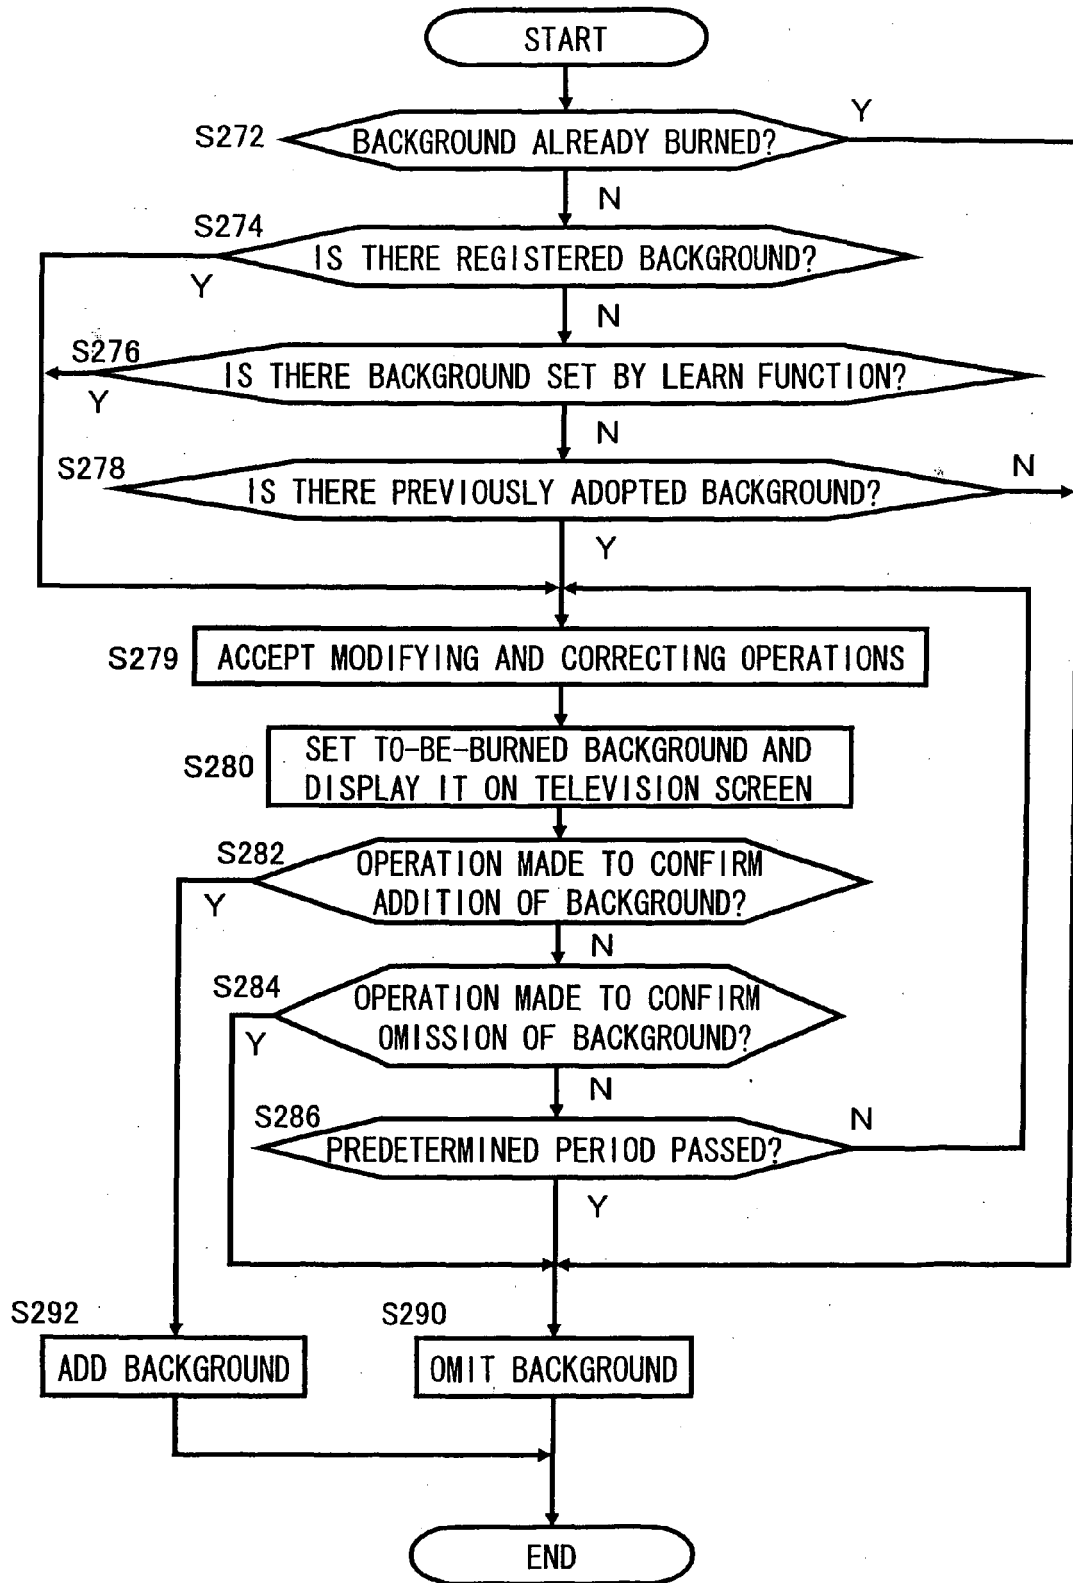 START
Y
S272
BACKGROUND ALREADY BURNED?
N
S274
IS THERE REGISTERED BACKGROUND?
Y
N
S276
IS THERE BACKGROUND SET BY LEARN FUNCTION?
Y
N
S278
N
IS THERE PREVIOUSLY ADOPTED BACKGROUND?
Y
S279
ACCEPT MODIFYING AND CORRECTING OPERATIONS
S280
SET TO-BE-BURNED BACKGROUND AND
DISPLAY IT ON TELEVISION SCREEN
S282
OPERATION MADE TO CONFIRM
ADDITION OF BACKGROUND?
Y
N
S284
OPERATION MADE TO CONFIRM
OMISSION OF BACKGROUND?
Y
N
S286
N
PREDETERMINED PERIOD PASSED?
Y
S292
S290
ADD BACKGROUND
OMIT BACKGROUND
END